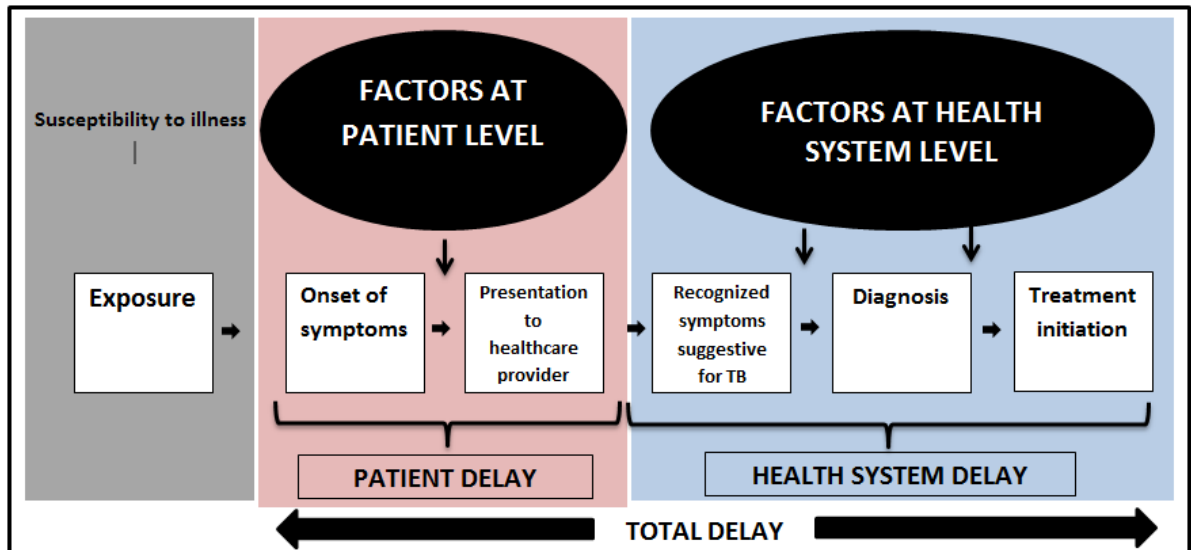 Susceptibility to illness
FACTORS AT
PATIENT LEVEL
FACTORS AT HEALTH
SYSTEM LEVEL
Exposure
Onset of
symptoms
Presentation
to
healthcare
provider
Recognized
symptoms
suggestive
for TB
Diagnosis
Treatment
initiation
PATIENT DELAY
HEALTH SYSTEM DELAY
TOTAL DELAY